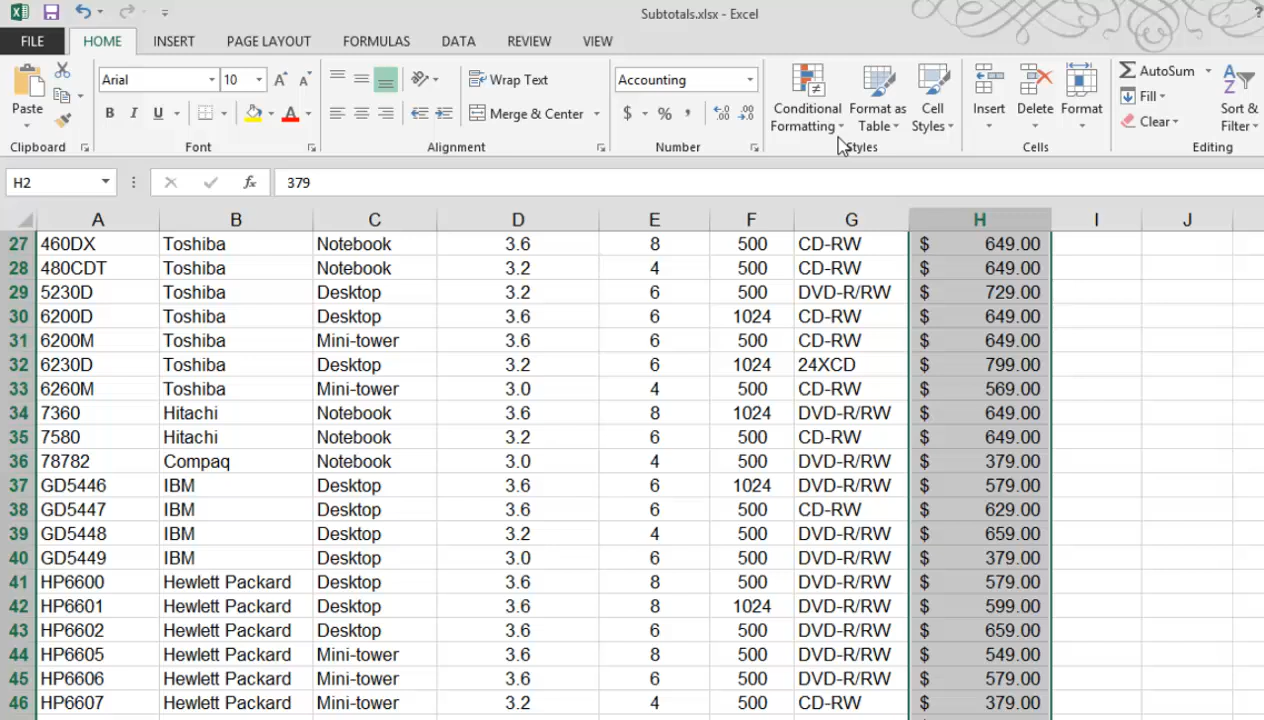 Subtotals.xlsx - Excel ?
FILE HOME INSERT PAGE LAYOUT FORMULAS DATA REVIEW VIEW
Arial 10 A A Wrap Text Accounting AutoSum
Paste Conditional Formatting Format as Table Cell Styles Insert Delete Format Fill Sort & Filter
B I U A Merge & Center $ % , .0 .00 .00 .0 Clear
Clipboard Font Alignment Number Styles Cells Editing
H2 fx 379
A B C D E F G H I J
27 460DX Toshiba Notebook 3.6 8 500 CD-RW $ 649.00
28 480CDT Toshiba Notebook 3.2 4 500 CD-RW $ 649.00
29 5230D Toshiba Desktop 3.2 6 500 DVD-R/RW $ 729.00
30 6200D Toshiba Desktop 3.6 6 1024 CD-RW $ 649.00
31 6200M Toshiba Mini-tower 3.6 6 500 CD-RW $ 649.00
32 6230D Toshiba Desktop 3.2 6 1024 24XCD $ 799.00
33 6260M Toshiba Mini-tower 3.0 4 500 CD-RW $ 569.00
34 7360 Hitachi Notebook 3.6 8 1024 DVD-R/RW $ 649.00
35 7580 Hitachi Notebook 3.2 6 500 CD-RW $ 649.00
36 78782 Compaq Notebook 3.0 4 500 DVD-R/RW $ 379.00
37 GD5446 IBM Desktop 3.6 6 1024 DVD-R/RW $ 579.00
38 GD5447 IBM Desktop 3.6 6 500 CD-RW $ 629.00
39 GD5448 IBM Desktop 3.2 4 500 DVD-R/RW $ 659.00
40 GD5449 IBM Desktop 3.0 6 500 DVD-R/RW $ 379.00
41 HP6600 Hewlett Packard Desktop 3.6 8 500 DVD-R/RW $ 579.00
42 HP6601 Hewlett Packard Desktop 3.6 8 1024 DVD-R/RW $ 599.00
43 HP6602 Hewlett Packard Desktop 3.6 6 500 DVD-R/RW $ 659.00
44 HP6605 Hewlett Packard Mini-tower 3.6 8 500 DVD-R/RW $ 549.00
45 HP6606 Hewlett Packard Mini-tower 3.6 6 500 DVD-R/RW $ 579.00
46 HP6607 Hewlett Packard Mini-tower 3.2 4 500 CD-RW $ 379.00